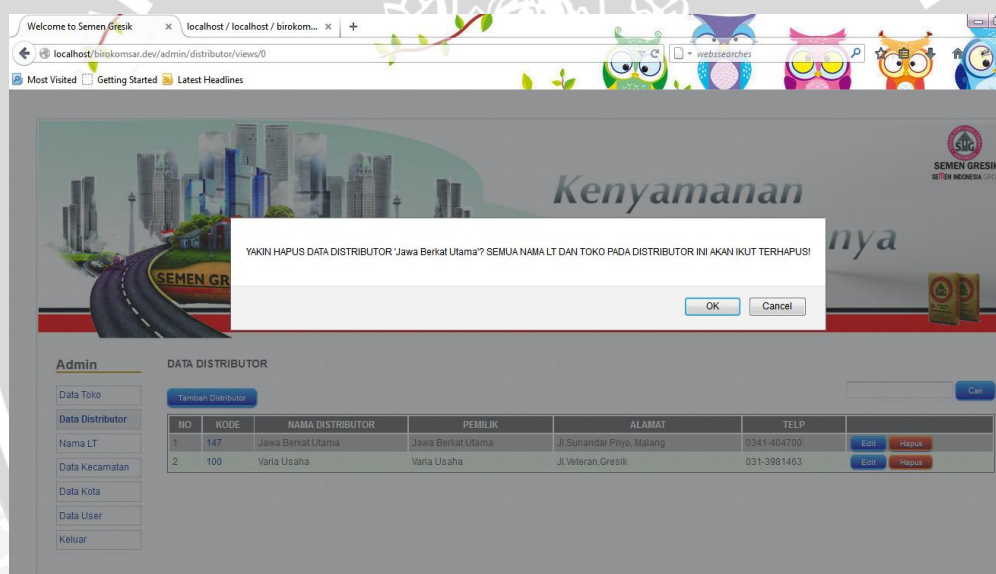 Welcome to Semen Gresik × localhost / localhost / birokom... × +
localhost/birokomsar.dev/admin/distributor/views/0 webssearches
Most Visited Getting Started Latest Headlines
Kenyamanan
nya
SMG
SEMEN GRESIK
SEMEN INDONESIA GRO
SEMEN GR
YAKIN HAPUS DATA DISTRIBUTOR 'Jawa Berkat Utama'? SEMUA NAMA LT DAN TOKO PADA DISTRIBUTOR INI AKAN IKUT TERHAPUS!
OK Cancel
Admin
Data Toko
Data Distributor
Nama LT
Data Kecamatan
Data Kota
Data User
Keluar
DATA DISTRIBUTOR
Tambah Distributor Cari
NO KODE NAMA DISTRIBUTOR PEMILIK ALAMAT TELP
1 147 Jawa Berkat Utama Jawa Berkat Utama Jl.Sunandar Priyo, Malang 0341-404700 Edit Hapus
2 100 Varia Usaha Varia Usaha Jl.Veteran,Gresik 031-3981463 Edit Hapus